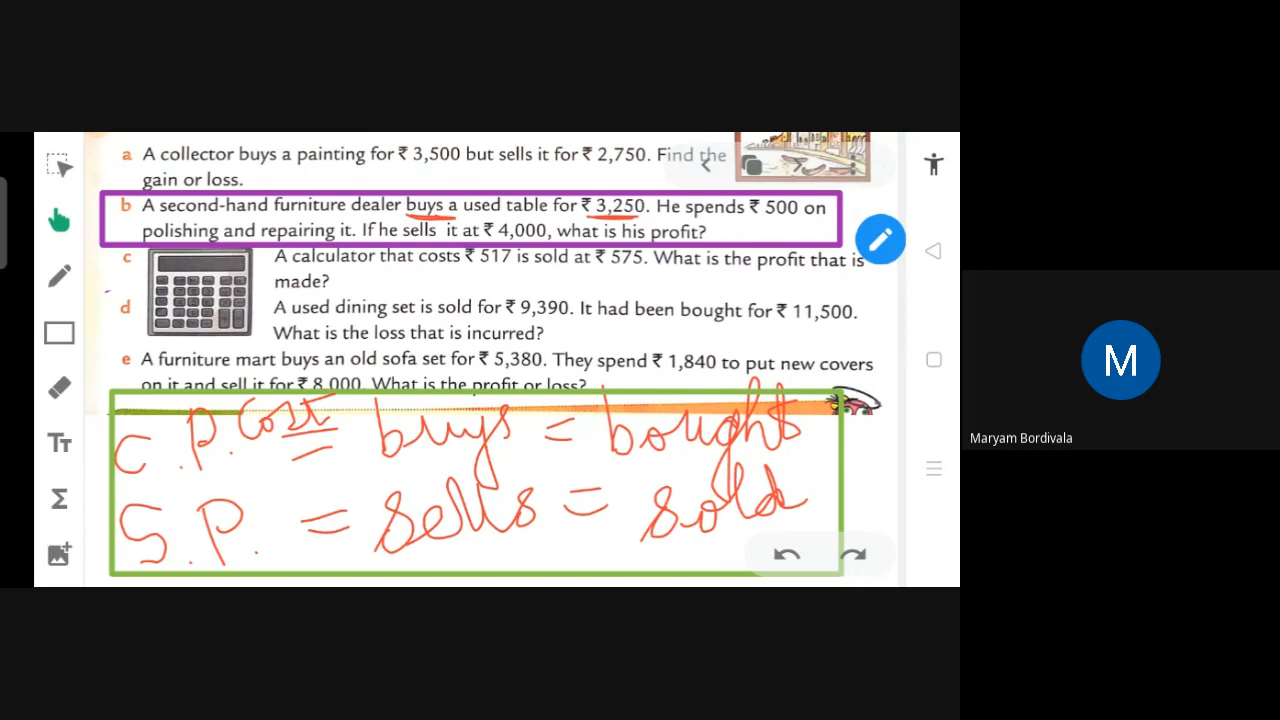 a A collector buys a painting for ₹ 3,500 but sells it for ₹ 2,750. Find the
gain or loss.
b A second-hand furniture dealer buys a used table for ₹ 3,250. He spends ₹ 500 on
polishing and repairing it. If he sells it at ₹ 4,000, what is his profit?
c A calculator that costs ₹ 517 is sold at ₹ 575. What is the profit that is
made?
d A used dining set is sold for ₹ 9,390. It had been bought for ₹ 11,500.
What is the loss that is incurred?
e A furniture mart buys an old sofa set for ₹ 5,380. They spend ₹ 1,840 to put new covers
on it and sell it for ₹ 8,000. What is the profit or loss?
C.P. Cost = buys = bought
S.P. = sells = sold
Tт
Σ
M
Maryam Bordivala